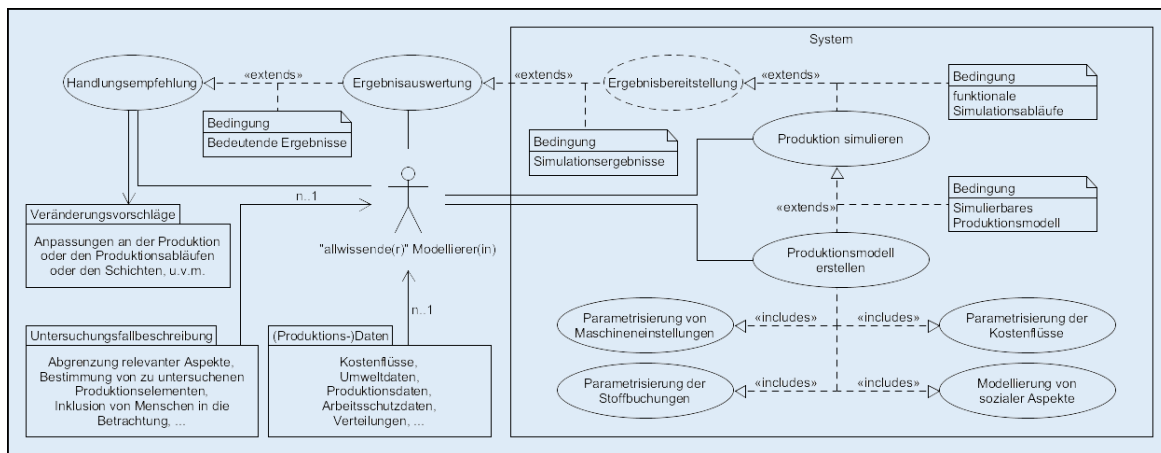 System
Handlungsempfehlung
«extends»
Ergebnisauswertung
«extends»
Ergebnisbereitstellung
«extends»
Bedingung
funktionale
Simulationsabläufe
Bedingung
Bedeutende Ergebnisse
Bedingung
Simulationsergebnisse
Produktion simulieren
n..1
«extends»
Bedingung
Simulierbares
Produktionsmodell
Veränderungsvorschläge
Anpassungen an der Produktion
oder den Produktionsabläufen
oder den Schichten, u.v.m.
"allwissende(r)" Modellierer(in)
Produktionsmodell
erstellen
n..1
Untersuchungsfallbeschreibung
Abgrenzung relevanter Aspekte,
Bestimmung von zu untersuchenen
Produktionselementen,
Inklusion von Menschen in die
Betrachtung, ...
(Produktions-)Daten
Kostenflüsse,
Umweltdaten,
Produktionsdaten,
Arbeitsschutzdaten,
Verteilungen, ...
Parametrisierung von
Maschineneinstellungen
«includes»
«includes»
Parametrisierung der
Kostenflüsse
Parametrisierung der
Stoffbuchungen
«includes»
«includes»
Modellierung von
sozialer Aspekte